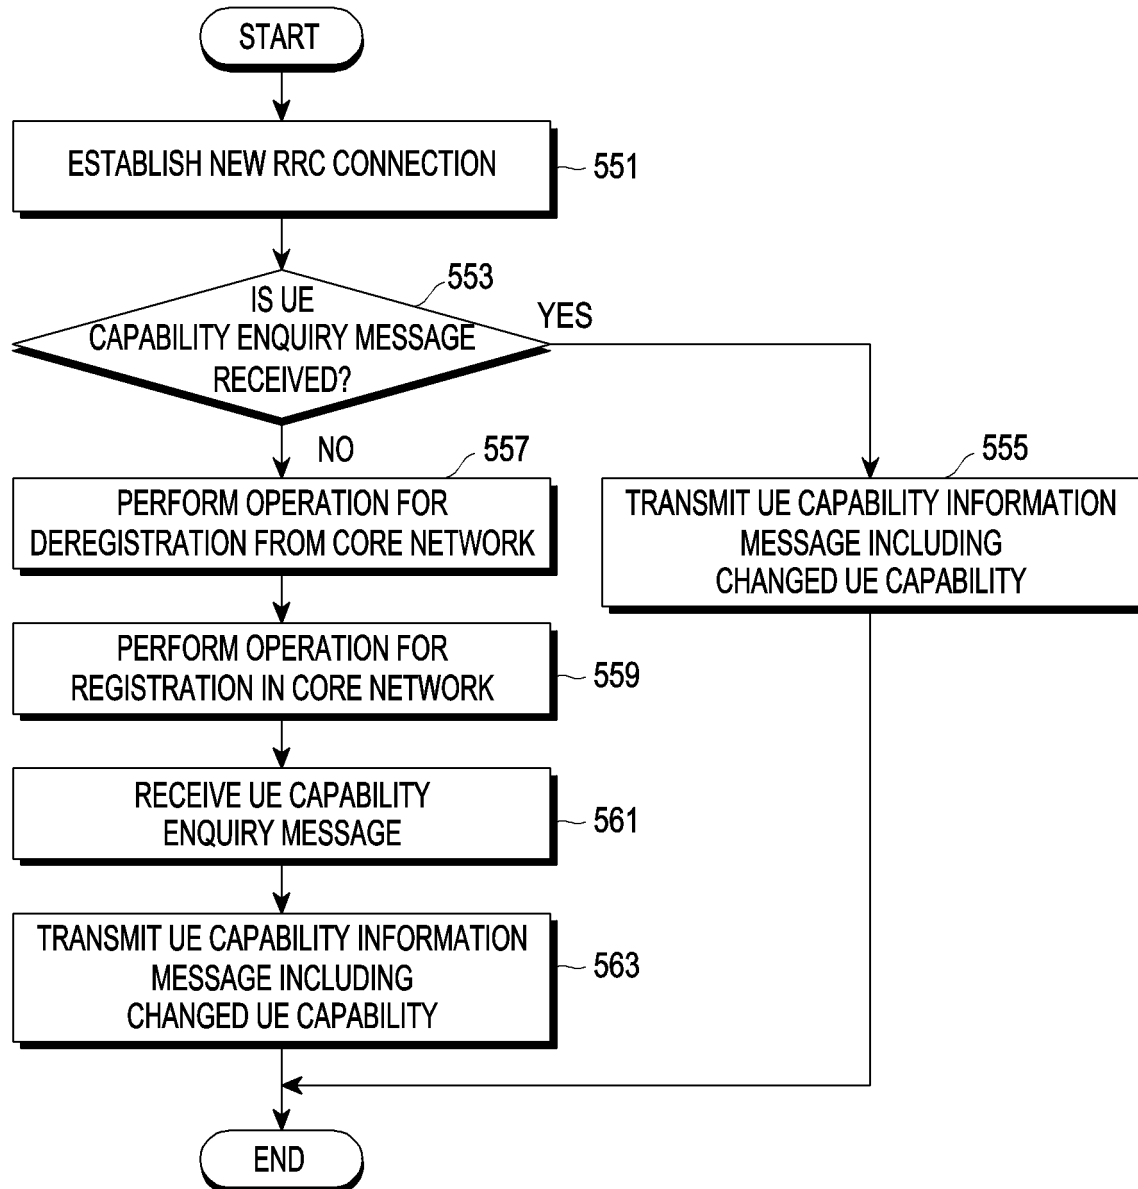 START
ESTABLISH NEW RRC CONNECTION
551
553
IS UE
CAPABILITY ENQUIRY MESSAGE
RECEIVED?
YES
NO
557
PERFORM OPERATION FOR
DEREGISTRATION FROM CORE NETWORK
555
TRANSMIT UE CAPABILITY INFORMATION
MESSAGE INCLUDING
CHANGED UE CAPABILITY
PERFORM OPERATION FOR
REGISTRATION IN CORE NETWORK
559
RECEIVE UE CAPABILITY
ENQUIRY MESSAGE
561
TRANSMIT UE CAPABILITY INFORMATION
MESSAGE INCLUDING
CHANGED UE CAPABILITY
563
END